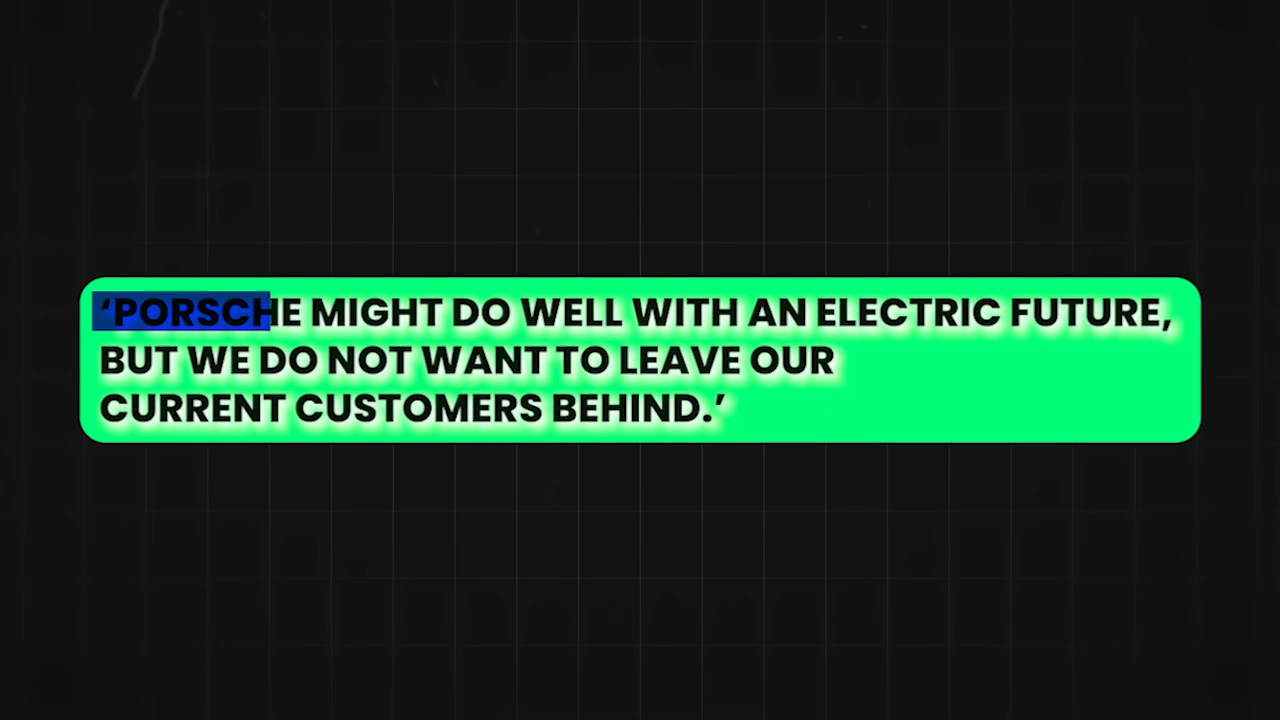 ‘PORSCHE MIGHT DO WELL WITH AN ELECTRIC FUTURE,
BUT WE DO NOT WANT TO LEAVE OUR
CURRENT CUSTOMERS BEHIND.’